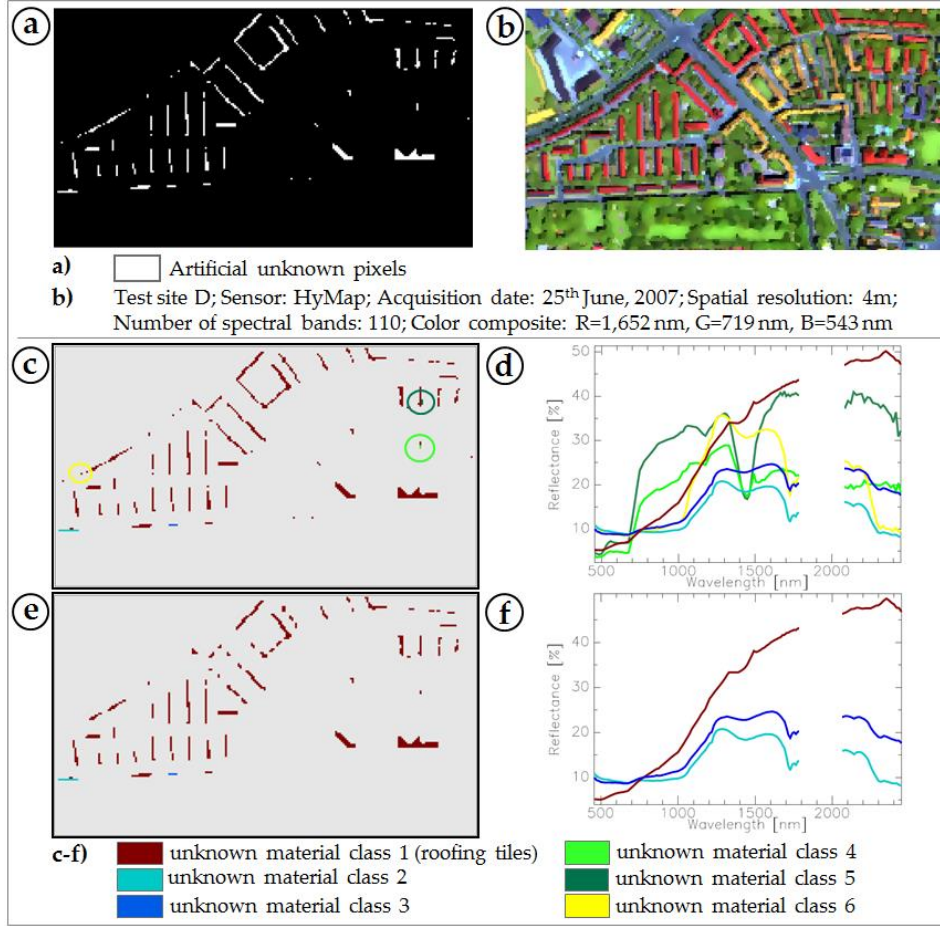 a
b
a) Artificial unknown pixels
b) Test site D; Sensor: HyMap; Acquisition date: 25th June, 2007; Spatial resolution: 4m;
Number of spectral bands: 110; Color composite: R=1,652 nm, G=719 nm, B=543 nm
c
d
50
40
30
20
10
Reflectance [%]
500 1000 1500 2000
Wavelength [nm]
e
f
40
30
20
10
Reflectance [%]
500 1000 1500 2000
Wavelength [nm]
c-f) unknown material class 1 (roofing tiles)
unknown material class 2
unknown material class 3
unknown material class 4
unknown material class 5
unknown material class 6